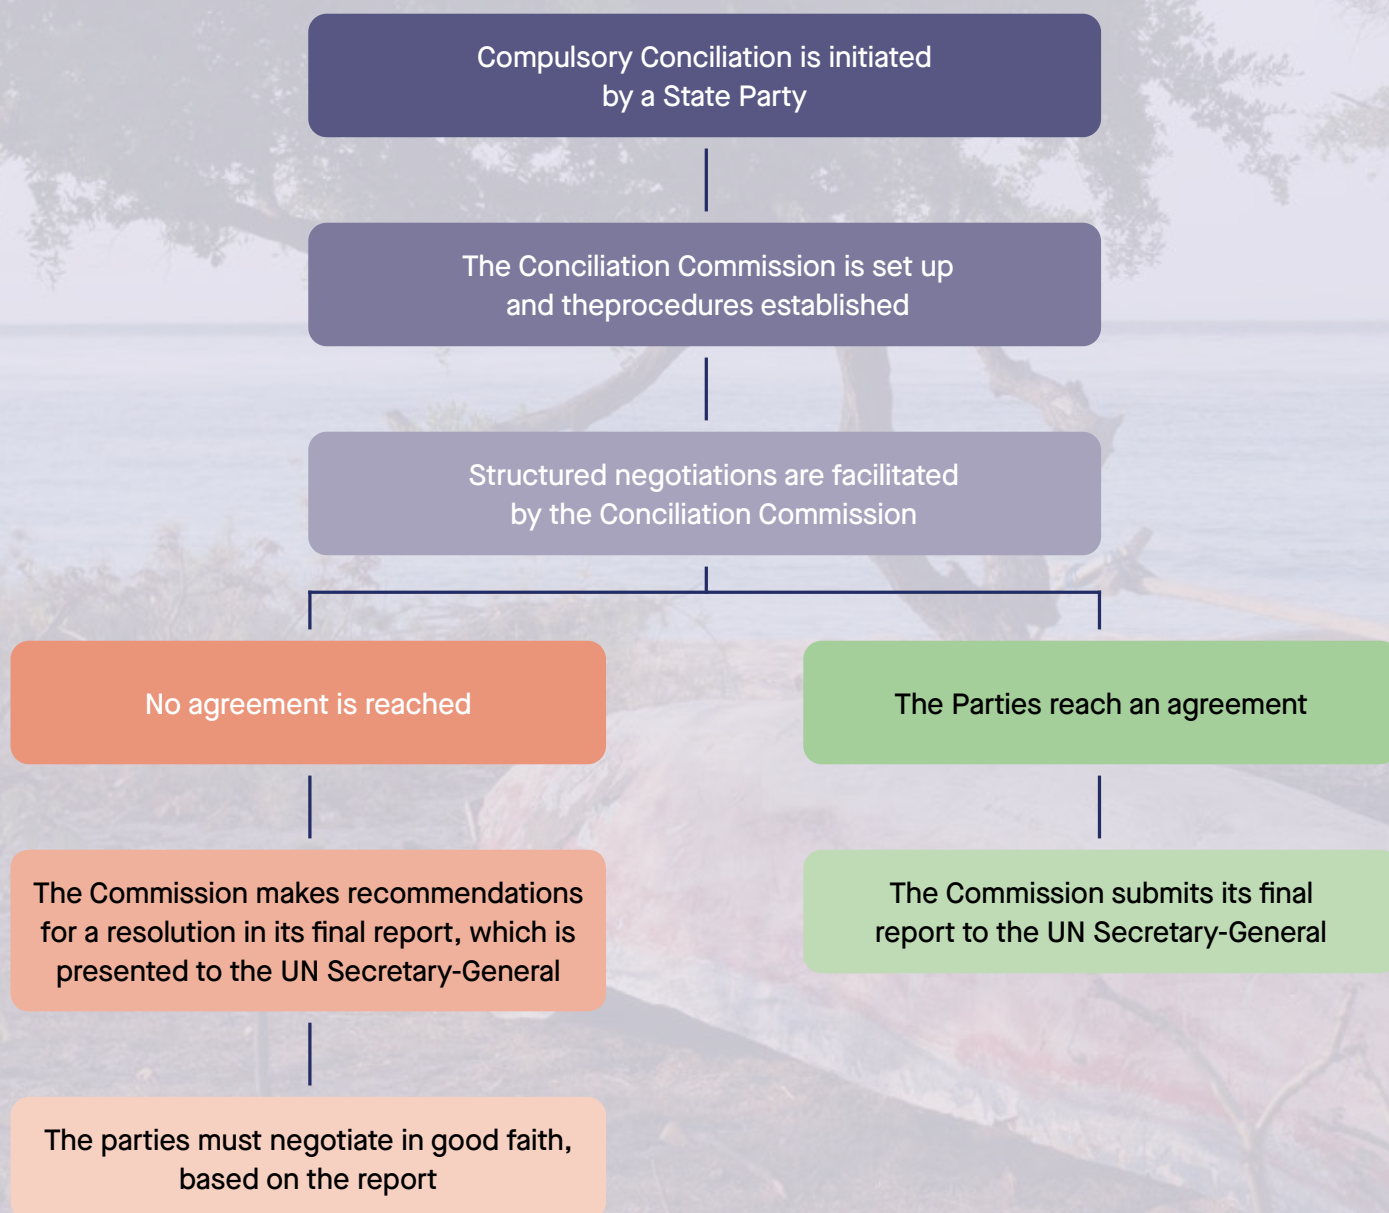 Compulsory Conciliation is initiated
by a State Party
The Conciliation Commission is set up
and theprocedures established
Structured negotiations are facilitated
by the Conciliation Commission
No agreement is reached
The Parties reach an agreement
The Commission makes recommendations
for a resolution in its final report, which is
presented to the UN Secretary-General
The Commission submits its final
report to the UN Secretary-General
The parties must negotiate in good faith,
based on the report